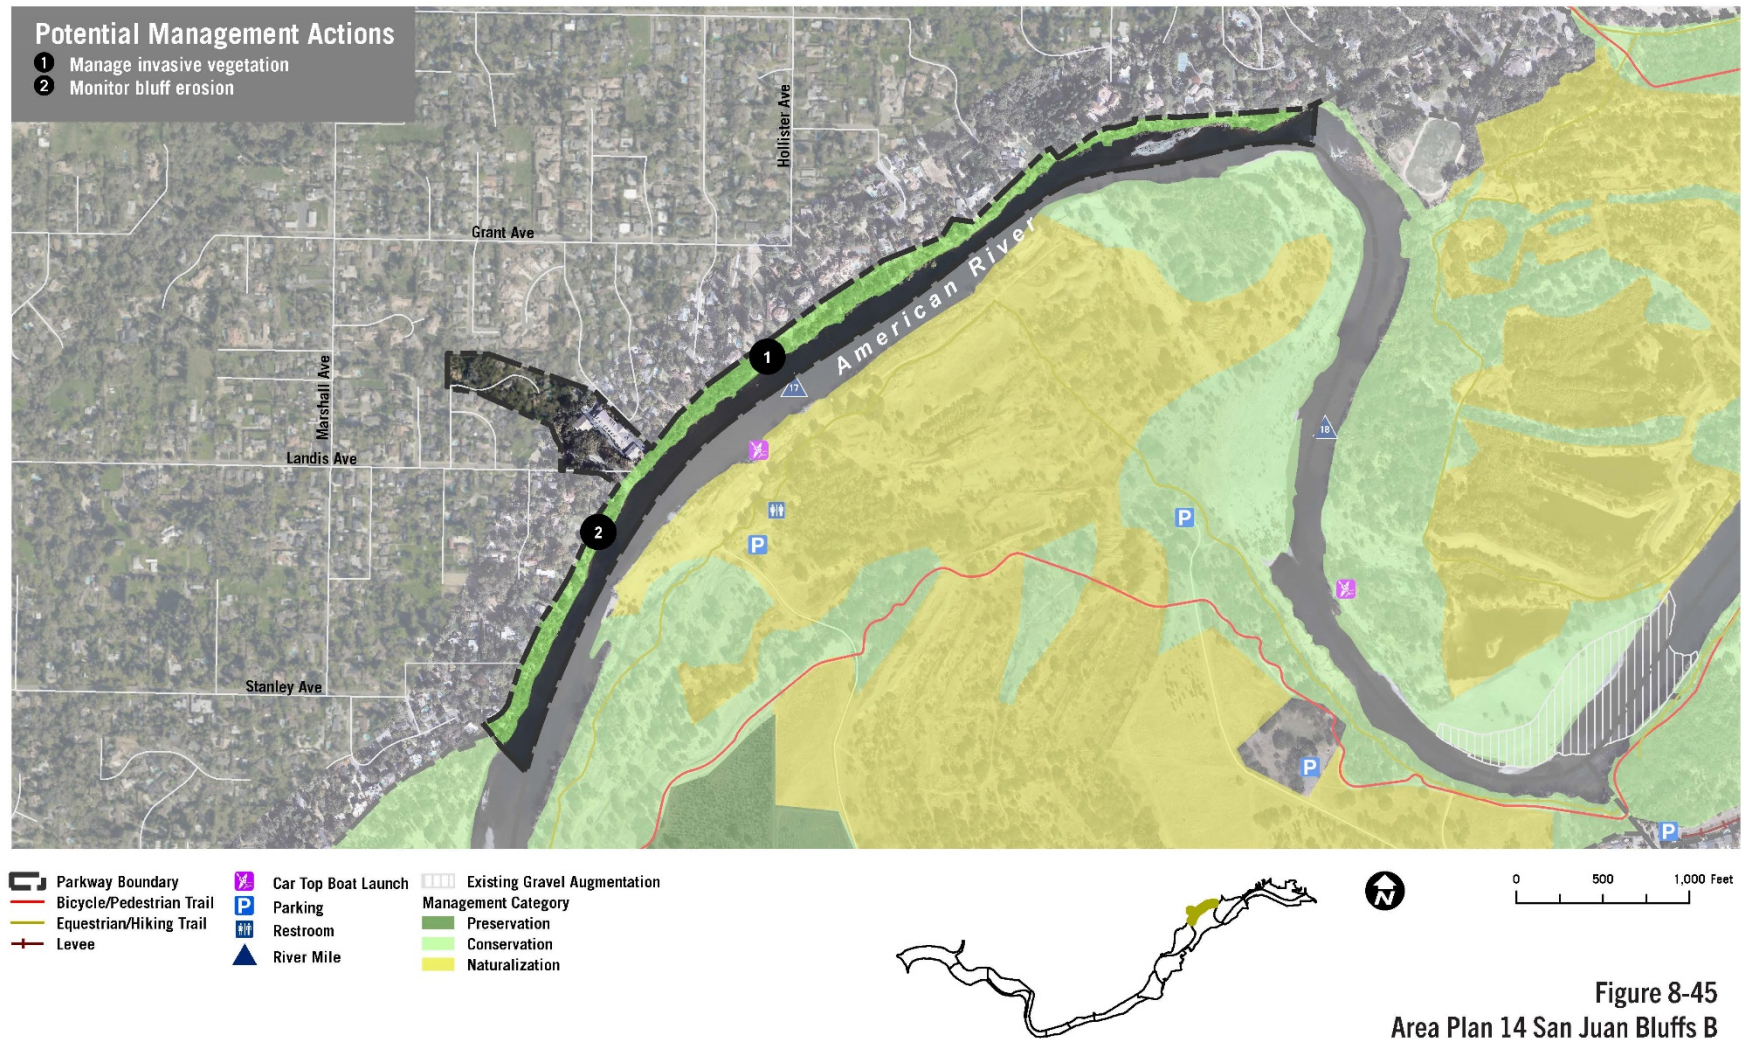 Potential Management Actions
1 Manage invasive vegetation
2 Monitor bluff erosion
Hollister Ave
Grant Ave
American River
1
17
Marshall Ave
18
Landis Ave
P
2
P
Stanley Ave
P
P
Parkway Boundary
Bicycle/Pedestrian Trail
Equestrian/Hiking Trail
Levee
Car Top Boat Launch
P Parking
Restroom
River Mile
Existing Gravel Augmentation
Management Category
Preservation
Conservation
Naturalization
N
0 500 1,000 Feet
Figure 8-45
Area Plan 14 San Juan Bluffs B